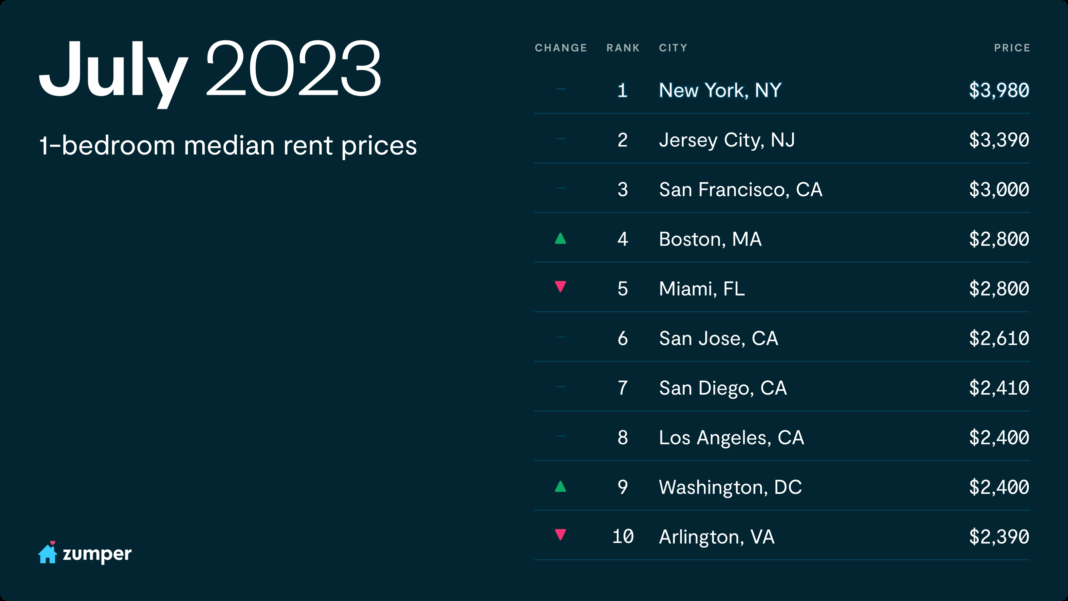 July 2023
1-bedroom median rent prices
CHANGE RANK CITY PRICE
– 1 New York, NY $3,980
– 2 Jersey City, NJ $3,390
– 3 San Francisco, CA $3,000
▲ 4 Boston, MA $2,800
▼ 5 Miami, FL $2,800
– 6 San Jose, CA $2,610
– 7 San Diego, CA $2,410
– 8 Los Angeles, CA $2,400
▲ 9 Washington, DC $2,400
▼ 10 Arlington, VA $2,390
zumper